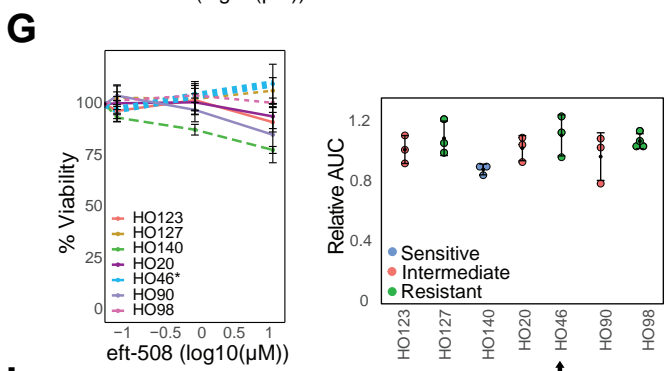 G
100
75
50
25
0
% Viability
HO123
HO127
HO140
HO20
HO46*
HO90
HO98
−1 −0.5 0 0.5 1
eft-508 (log10(μM))
1.2
0.8
0.4
0
Relative AUC
Sensitive
Intermediate
Resistant
HO123
HO127
HO140
HO20
HO46
HO90
HO98